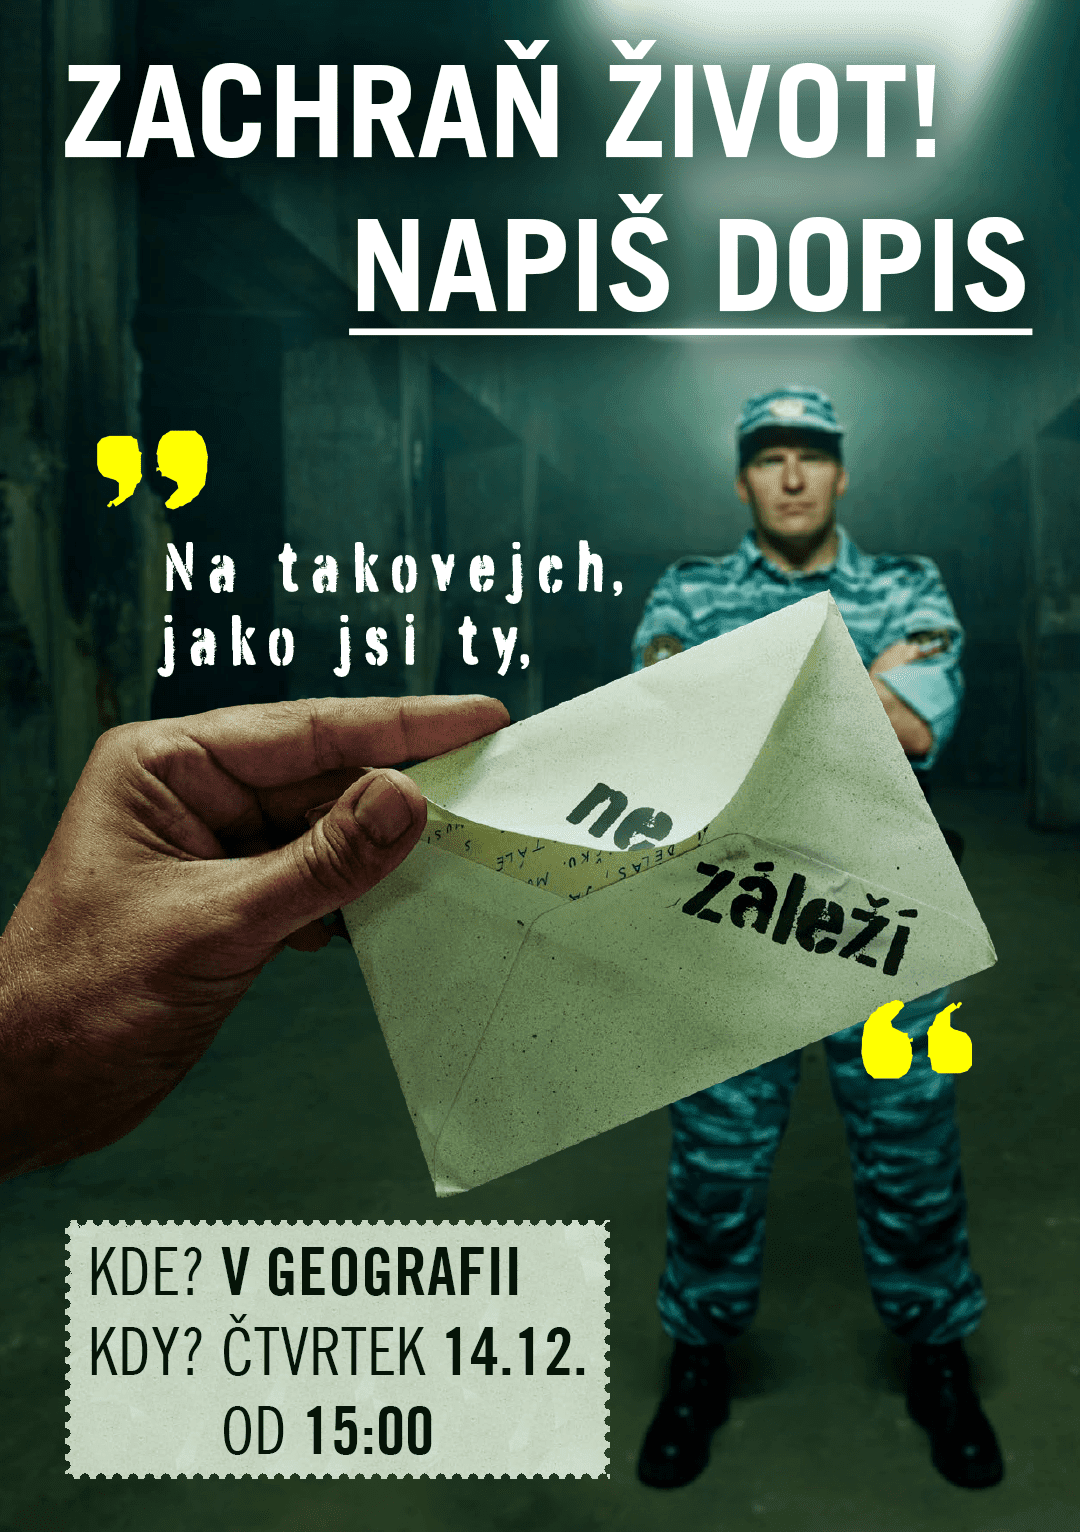 ZACHRAŇ ŽIVOT!
NAPIŠ DOPIS
”
Na takovejch,
jako jsi ty,
ne
záleží
“
KDE? V GEOGRAFII
KDY? ČTVRTEK 14.12.
OD 15:00